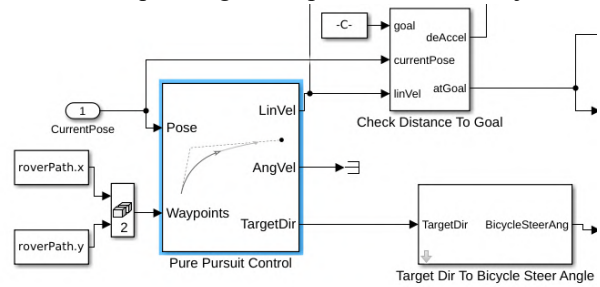 -C-
goal
deAccel
currentPose
linVel
atGoal
Check Distance To Goal
1
CurrentPose
Pose
LinVel
AngVel
roverPath.x
2
Waypoints
TargetDir
roverPath.y
Pure Pursuit Control
TargetDir
BicycleSteerAng
Target Dir To Bicycle Steer Angle